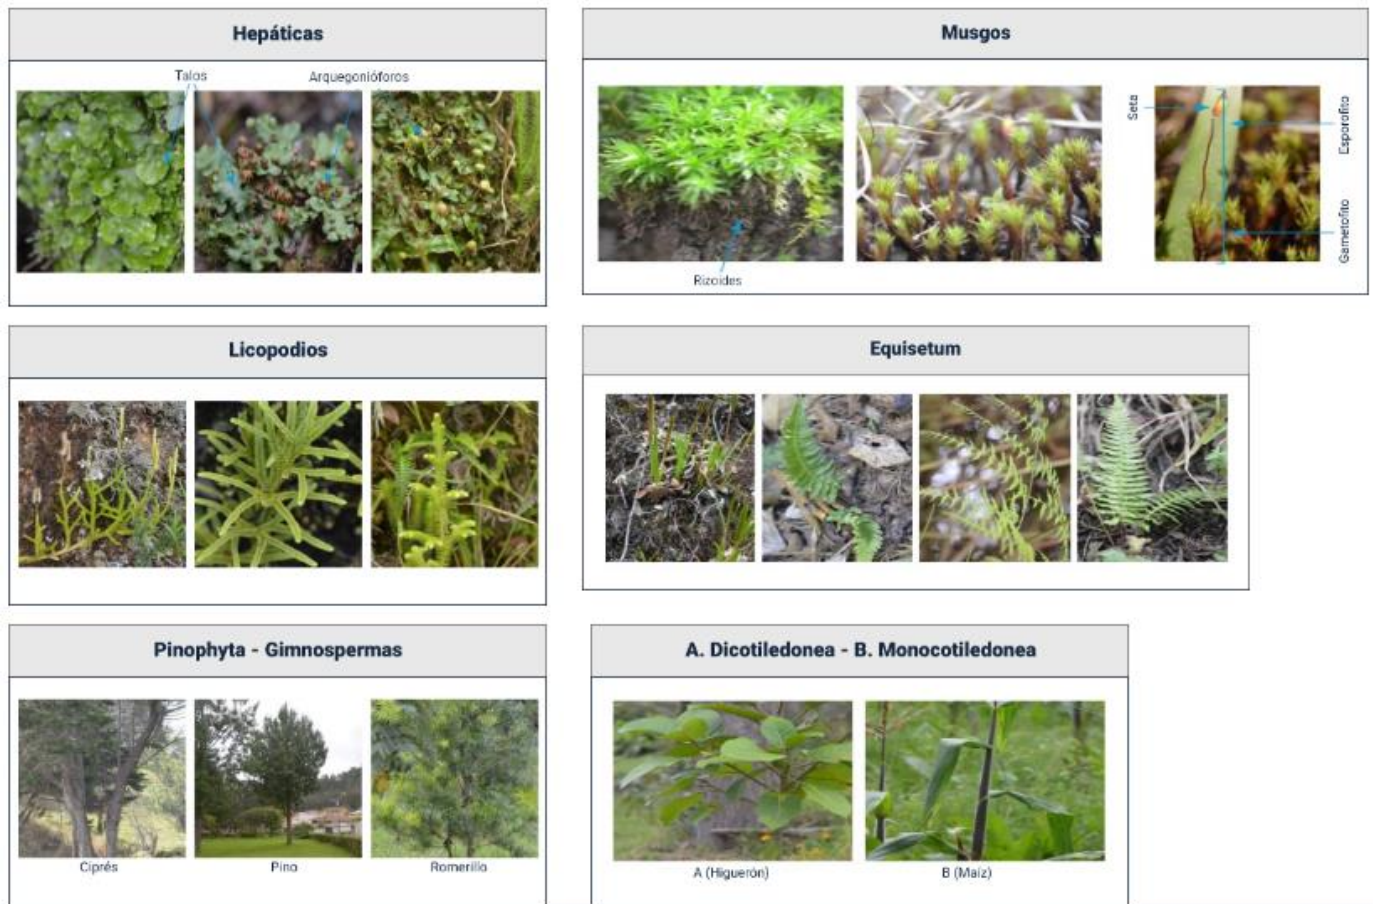 Hepáticas
Talos
Arquegonióforos
Musgos
Seta
Esporofito
Gametofito
Rizoides
Licopodios
Equisetum
Pinophyta - Gimnospermas
Ciprés
Pino
Romerillo
A. Dicotiledonea - B. Monocotiledonea
A (Higuerón)
B (Maíz)